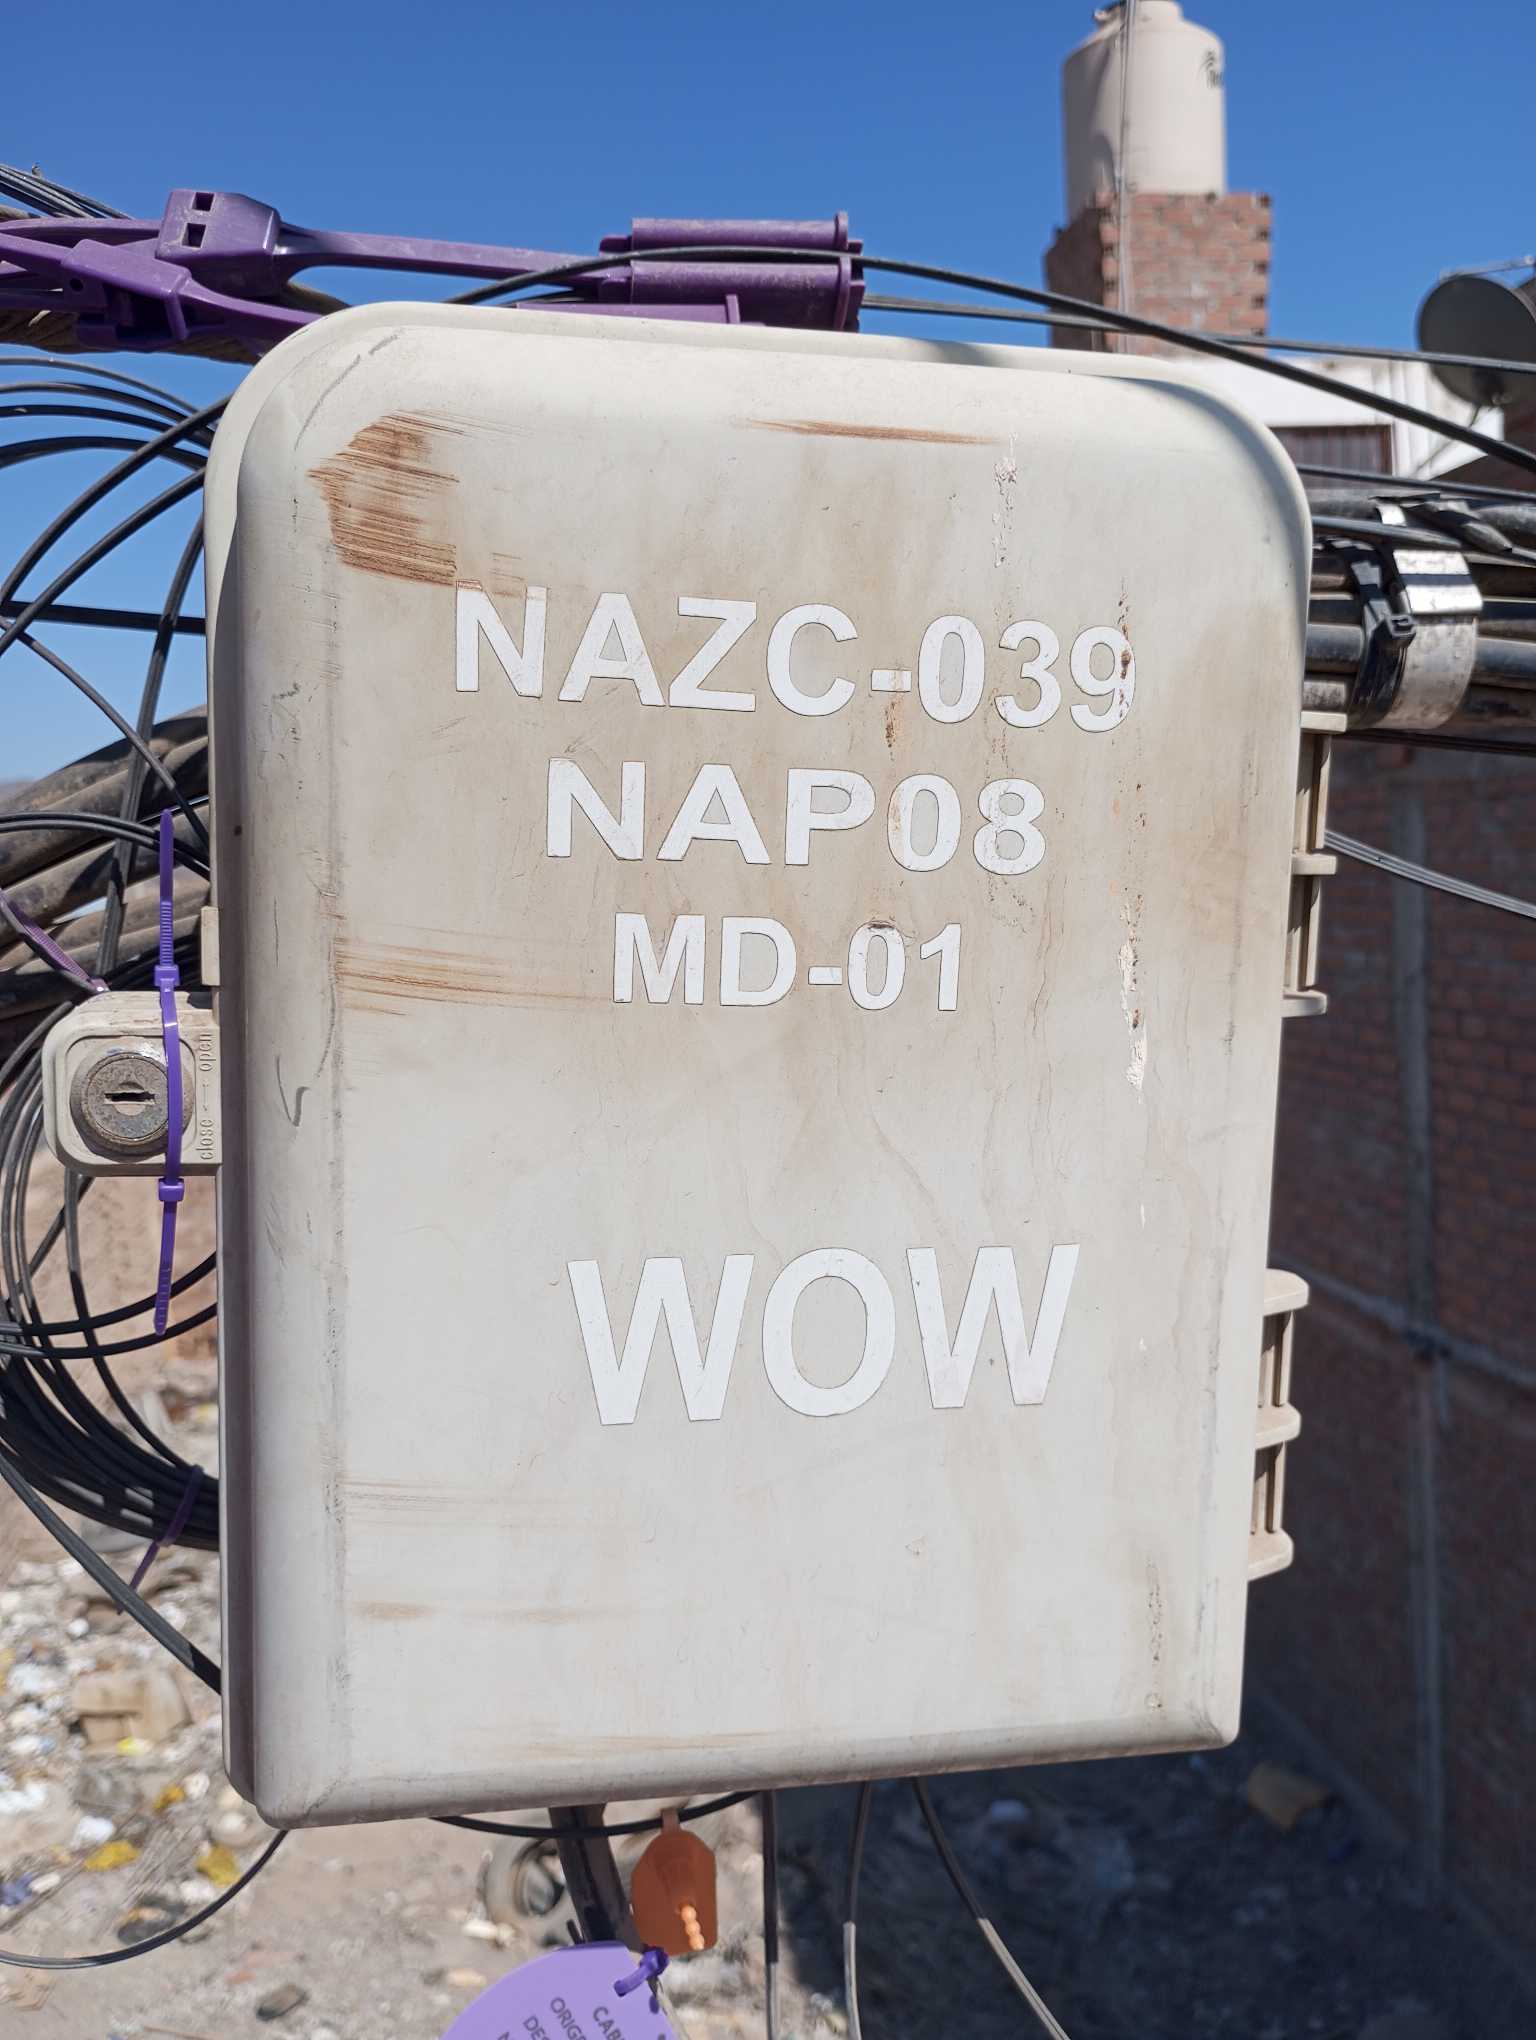 NAZC-039
NAP08
MD-01
close ← → open
WOW